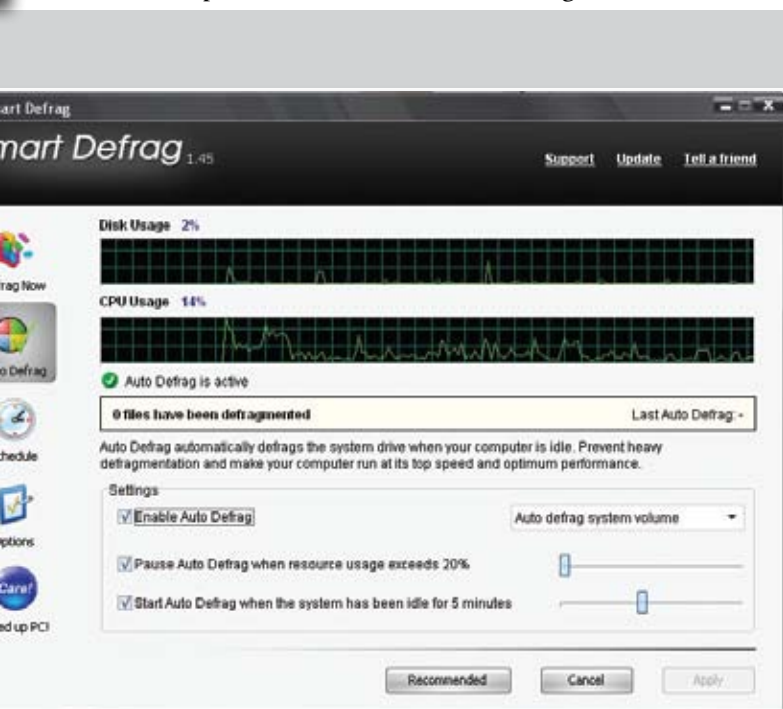 art Defrag
mart Defrag 1.45
Support Update Tell a friend
Disk Usage 2%
rag Now
CPU Usage 14%
o Defrag
Auto Defrag is active
0 files have been defragmented Last Auto Defrag: -
hedule
Auto Defrag automatically defrags the system drive when your computer is idle. Prevent heavy
defragmentation and make your computer run at its top speed and optimum performance.
Settings
Enable Auto Defrag Auto defrag system volume
ptions
Pause Auto Defrag when resource usage exceeds 20%
Care!
Start Auto Defrag when the system has been idle for 5 minutes
ed up PC!
Recommended Cancel Apply